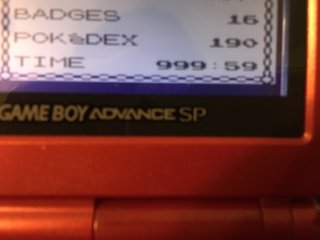 BADGES 16
POKéDEX 190
TIME 999:59
GAME BOY ADVANCE SP